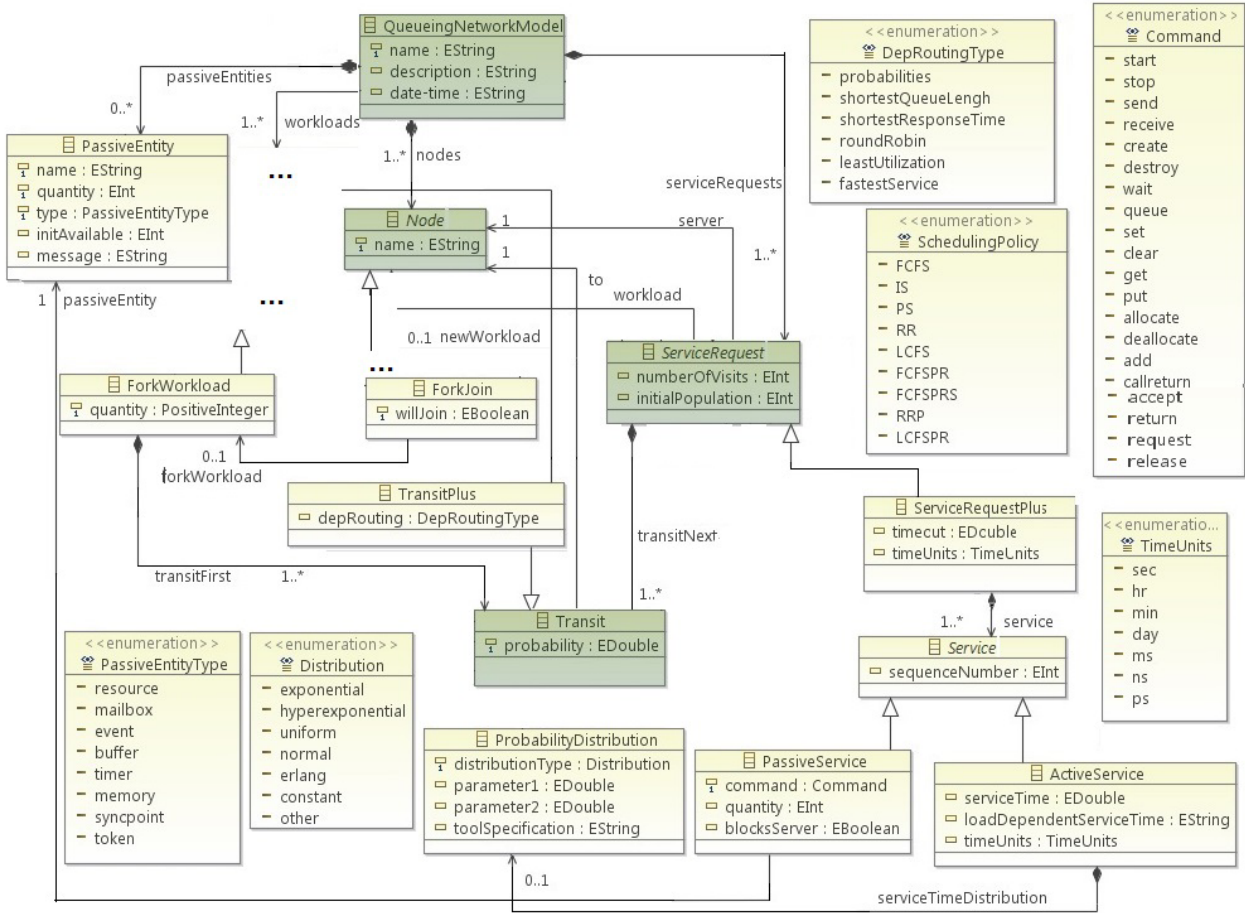 QueueingNetworkModel
name : EString
description : EString
date-time : EString
passiveEntities
0..*
1..* workloads
...
1..* nodes
serviceRequests
1..*
<<enumeration>>
DepRoutingType
probabilities
shortestQueueLengh
shortestResponseTime
roundRobin
leastUtilization
fastestService
<<enumeration>>
Command
start
stop
send
receive
create
destroy
wait
queue
set
clear
get
put
allocate
deallocate
add
callreturn
accept
return
request
release
PassiveEntity
name : EString
quantity : EInt
type : PassiveEntityType
initAvailable : EInt
message : EString
1 passiveEntity
Node
name : EString
1
server
1
to
workload
0..1 newWorkload
<<enumeration>>
SchedulingPolicy
FCFS
IS
PS
RR
LCFS
FCFSPR
FCFSPRS
RRP
LCFSPR
...
...
ServiceRequest
numberOfVisits : EInt
initialPopulation : EInt
ForkWorkload
quantity : PositiveInteger
ForkJoin
willJoin : EBoolean
0..1
forkWorkload
TransitPlus
depRouting : DepRoutingType
transitNext
1..*
transitFirst 1..*
ServiceRequestPlus
timecut : EDcuble
timeUnits : TimeLnits
<<enumeratio...
TimeUnits
sec
hr
min
day
ms
ns
ps
1..* service
Transit
probability : EDouble
Service
sequenceNumber : EInt
<<enumeration>>
PassiveEntityType
resource
mailbox
event
buffer
timer
memory
syncpoint
token
<<enumeration>>
Distribution
exponential
hyperexponential
uniform
normal
erlang
constant
other
ProbabilityDistribution
distributionType : Distribution
parameter1 : EDouble
parameter2 : EDouble
toolSpecification : EString
PassiveService
command : Command
quantity : EInt
blocksServer : EBoolean
ActiveService
serviceTime : EDouble
loadDependentServiceTime : EString
timeUnits : TimeUnits
0..1
serviceTimeDistribution